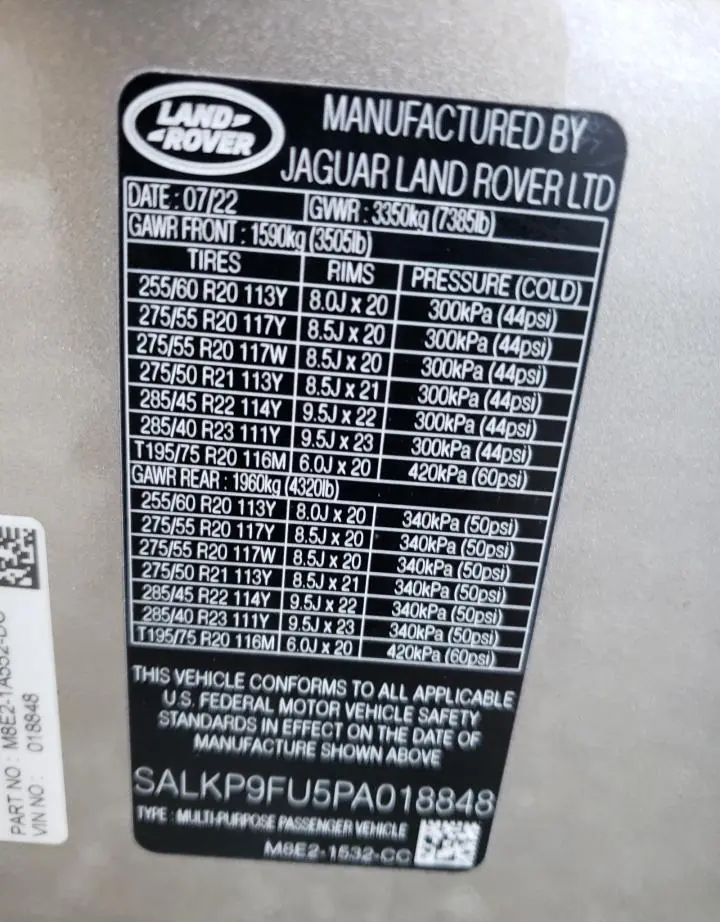 LAND-
-ROVER
MANUFACTURED BY
JAGUAR LAND ROVER LTD
DATE : 07/22 GVWR : 3350kg (7385lb)
GAWR FRONT : 1590kg (3505lb)
TIRES RIMS PRESSURE (COLD)
255/60 R20 113Y 8.0J x 20 300kPa (44psi)
275/55 R20 117Y 8.5J x 20 300kPa (44psi)
275/55 R20 117W 8.5J x 20 300kPa (44psi)
275/50 R21 113Y 8.5J x 21 300kPa (44psi)
285/45 R22 114Y 9.5J x 22 300kPa (44psi)
285/40 R23 111Y 9.5J x 23 300kPa (44psi)
T195/75 R20 116M 6.0J x 20 420kPa (60psi)
GAWR REAR : 1960kg (4320lb)
255/60 R20 113Y 8.0J x 20 340kPa (50psi)
275/55 R20 117Y 8.5J x 20 340kPa (50psi)
275/55 R20 117W 8.5J x 20 340kPa (50psi)
275/50 R21 113Y 8.5J x 21 340kPa (50psi)
285/45 R22 114Y 9.5J x 22 340kPa (50psi)
285/40 R23 111Y 9.5J x 23 340kPa (50psi)
T195/75 R20 116M 6.0J x 20 420kPa (60psi)
THIS VEHICLE CONFORMS TO ALL APPLICABLE
U.S. FEDERAL MOTOR VEHICLE SAFETY
STANDARDS IN EFFECT ON THE DATE OF
MANUFACTURE SHOWN ABOVE
SALKP9FU5PA018848
TYPE : MULTI-PURPOSE PASSENGER VEHICLE
M8E2-1532-CC
PART NO : M8E2-1A552-DC
VIN NO : 018848